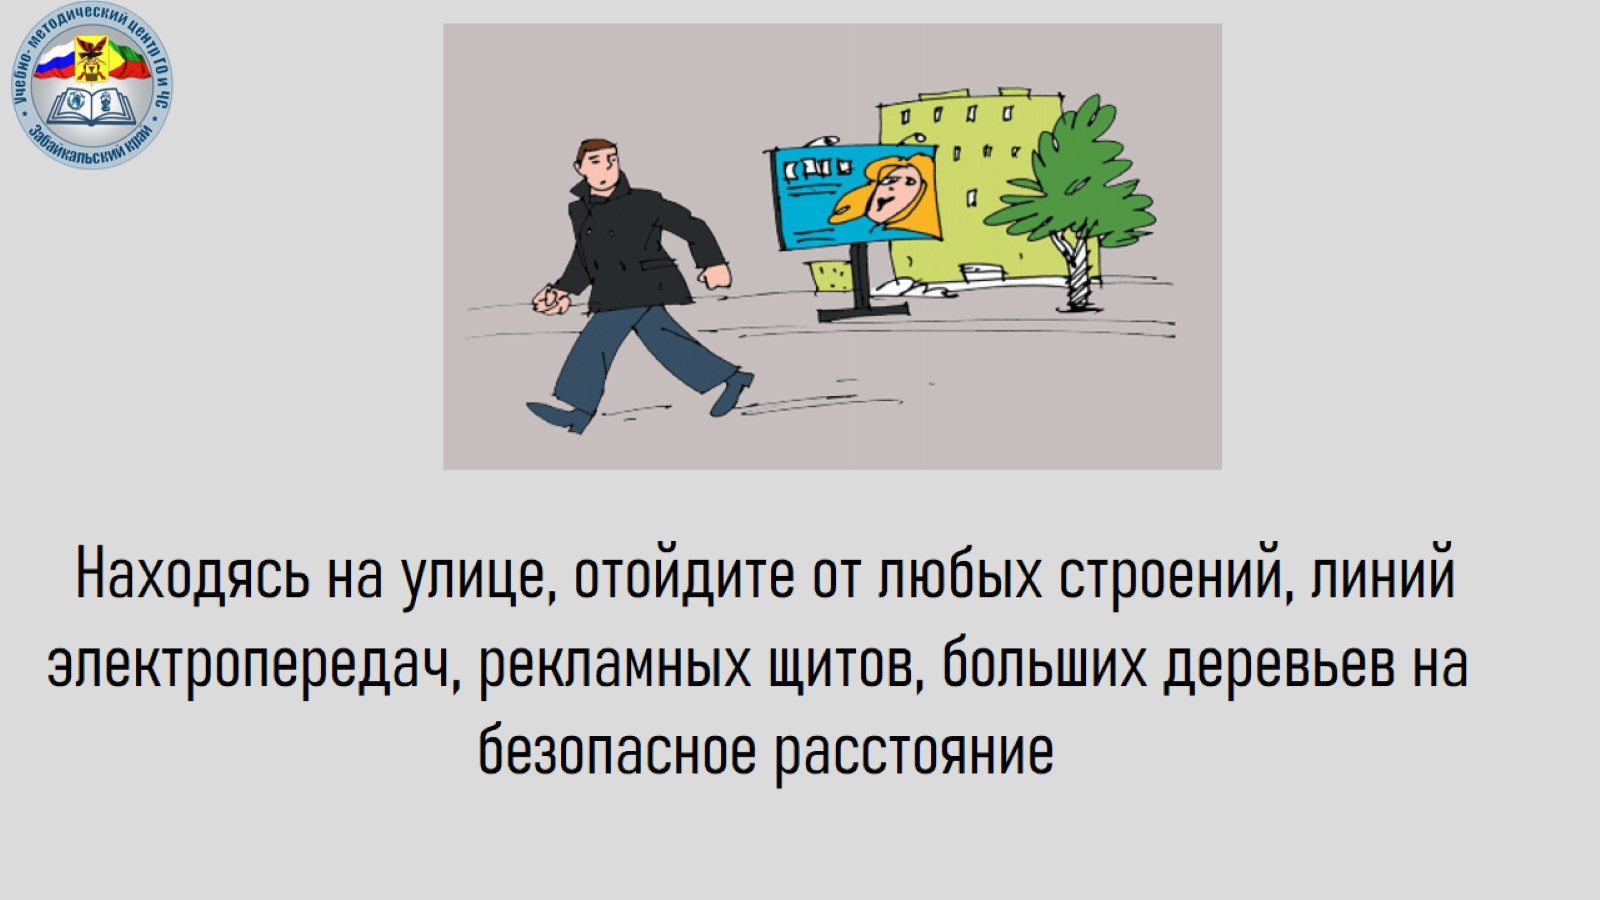 Учебно-методический центр ГО и ЧС
Забайкальский край
Находясь на улице, отойдите от любых строений, линий
электропередач, рекламных щитов, больших деревьев на
безопасное расстояние